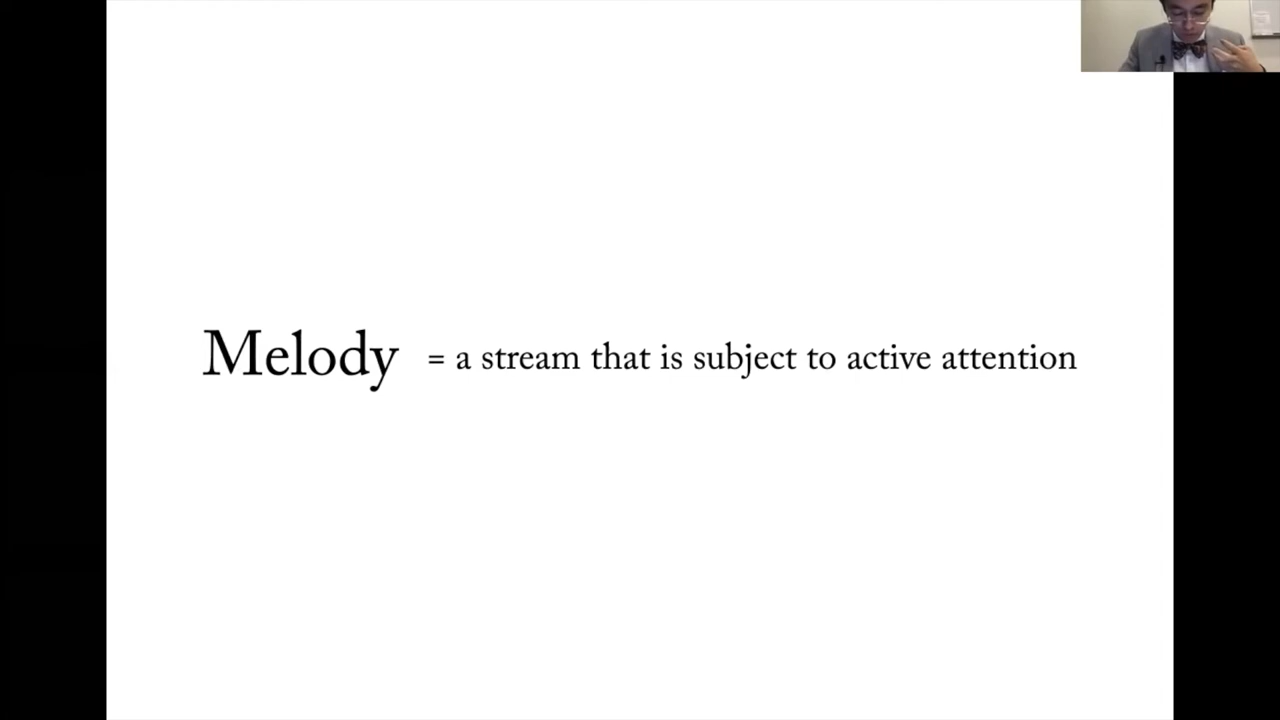 Melody = a stream that is subject to active attention